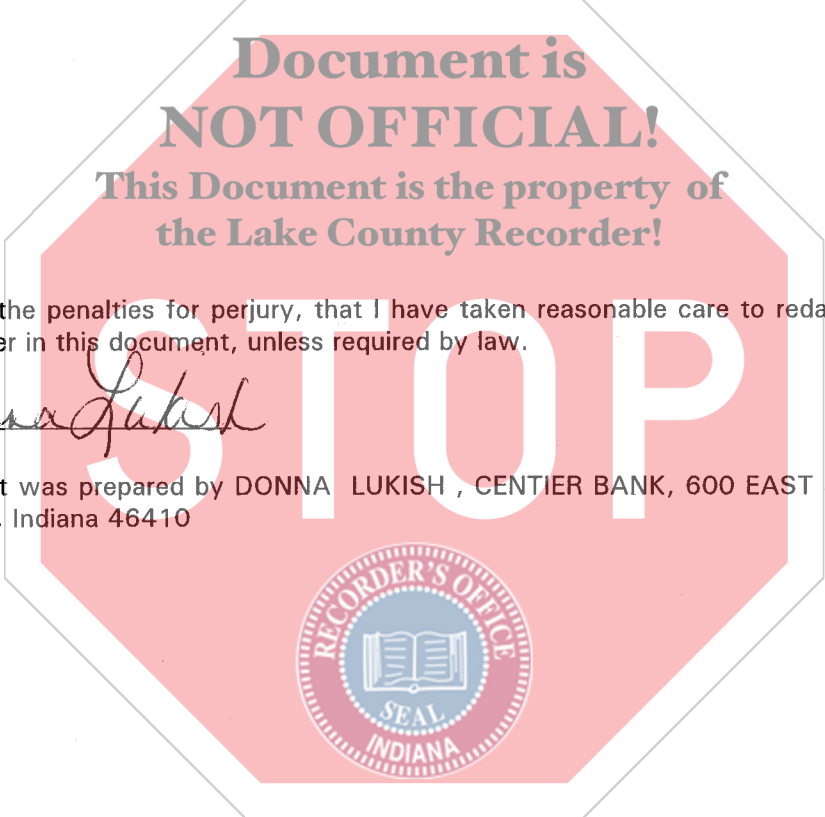 Document is
NOT OFFICIAL!
This Document is the property of
the Lake County Recorder!
the penalties for perjury, that I have taken reasonable care to reda
er in this document, unless required by law.
na Lukish
STOP
t was prepared by DONNA LUKISH , CENTIER BANK, 600 EAST
. Indiana 46410
RECORDER'S OFFICE
SEAL
INDIANA